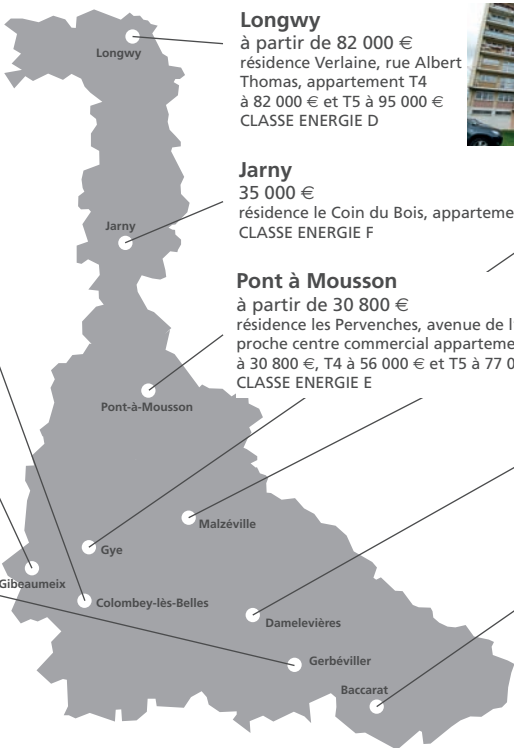 Longwy
à partir de 82 000 €
résidence Verlaine, rue Albert
Thomas, appartement T4
à 82 000 € et T5 à 95 000 €
CLASSE ENERGIE D
Jarny
35 000 €
résidence le Coin du Bois,
CLASSE ENERGIE F
Pont à Mousson
à partir de 30 800 €
résidence les Pervenches, avenue de
proche centre commercial
à 30 800 €, T4 à 56 000 € et T5 à
CLASSE ENERGIE E
Longwy
Jarny
Pont-à-Mousson
Malzéville
Gye
Gibeaumeix
Colombey-lès-Belles
Damelevières
Gerbéviller
Baccarat